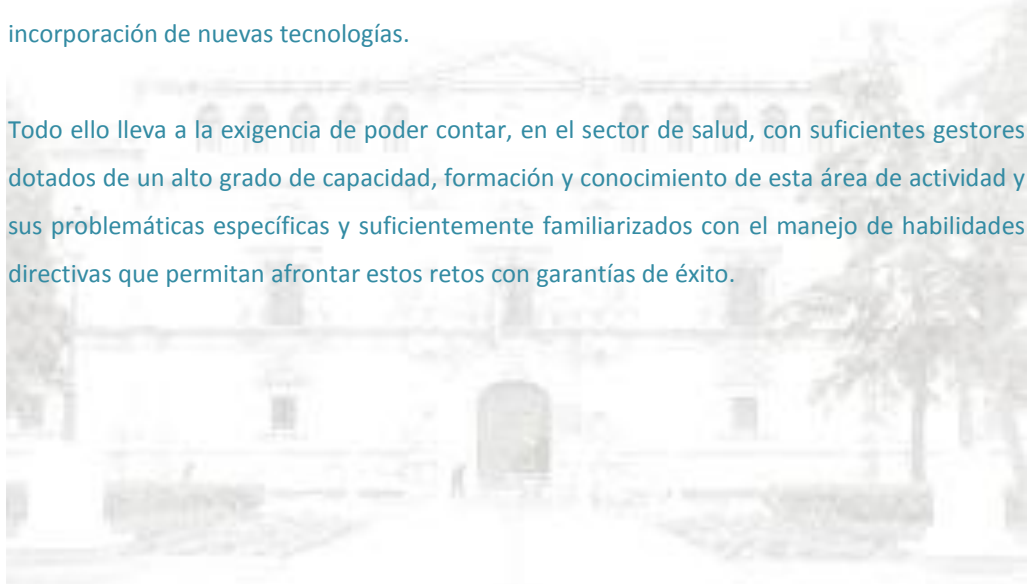 incorporación de nuevas tecnologías.
Todo ello lleva a la exigencia de poder contar, en el sector de salud, con suficientes gestores
dotados de un alto grado de capacidad, formación y conocimiento de esta área de actividad y
sus problemáticas específicas y suficientemente familiarizados con el manejo de habilidades
directivas que permitan afrontar estos retos con garantías de éxito.